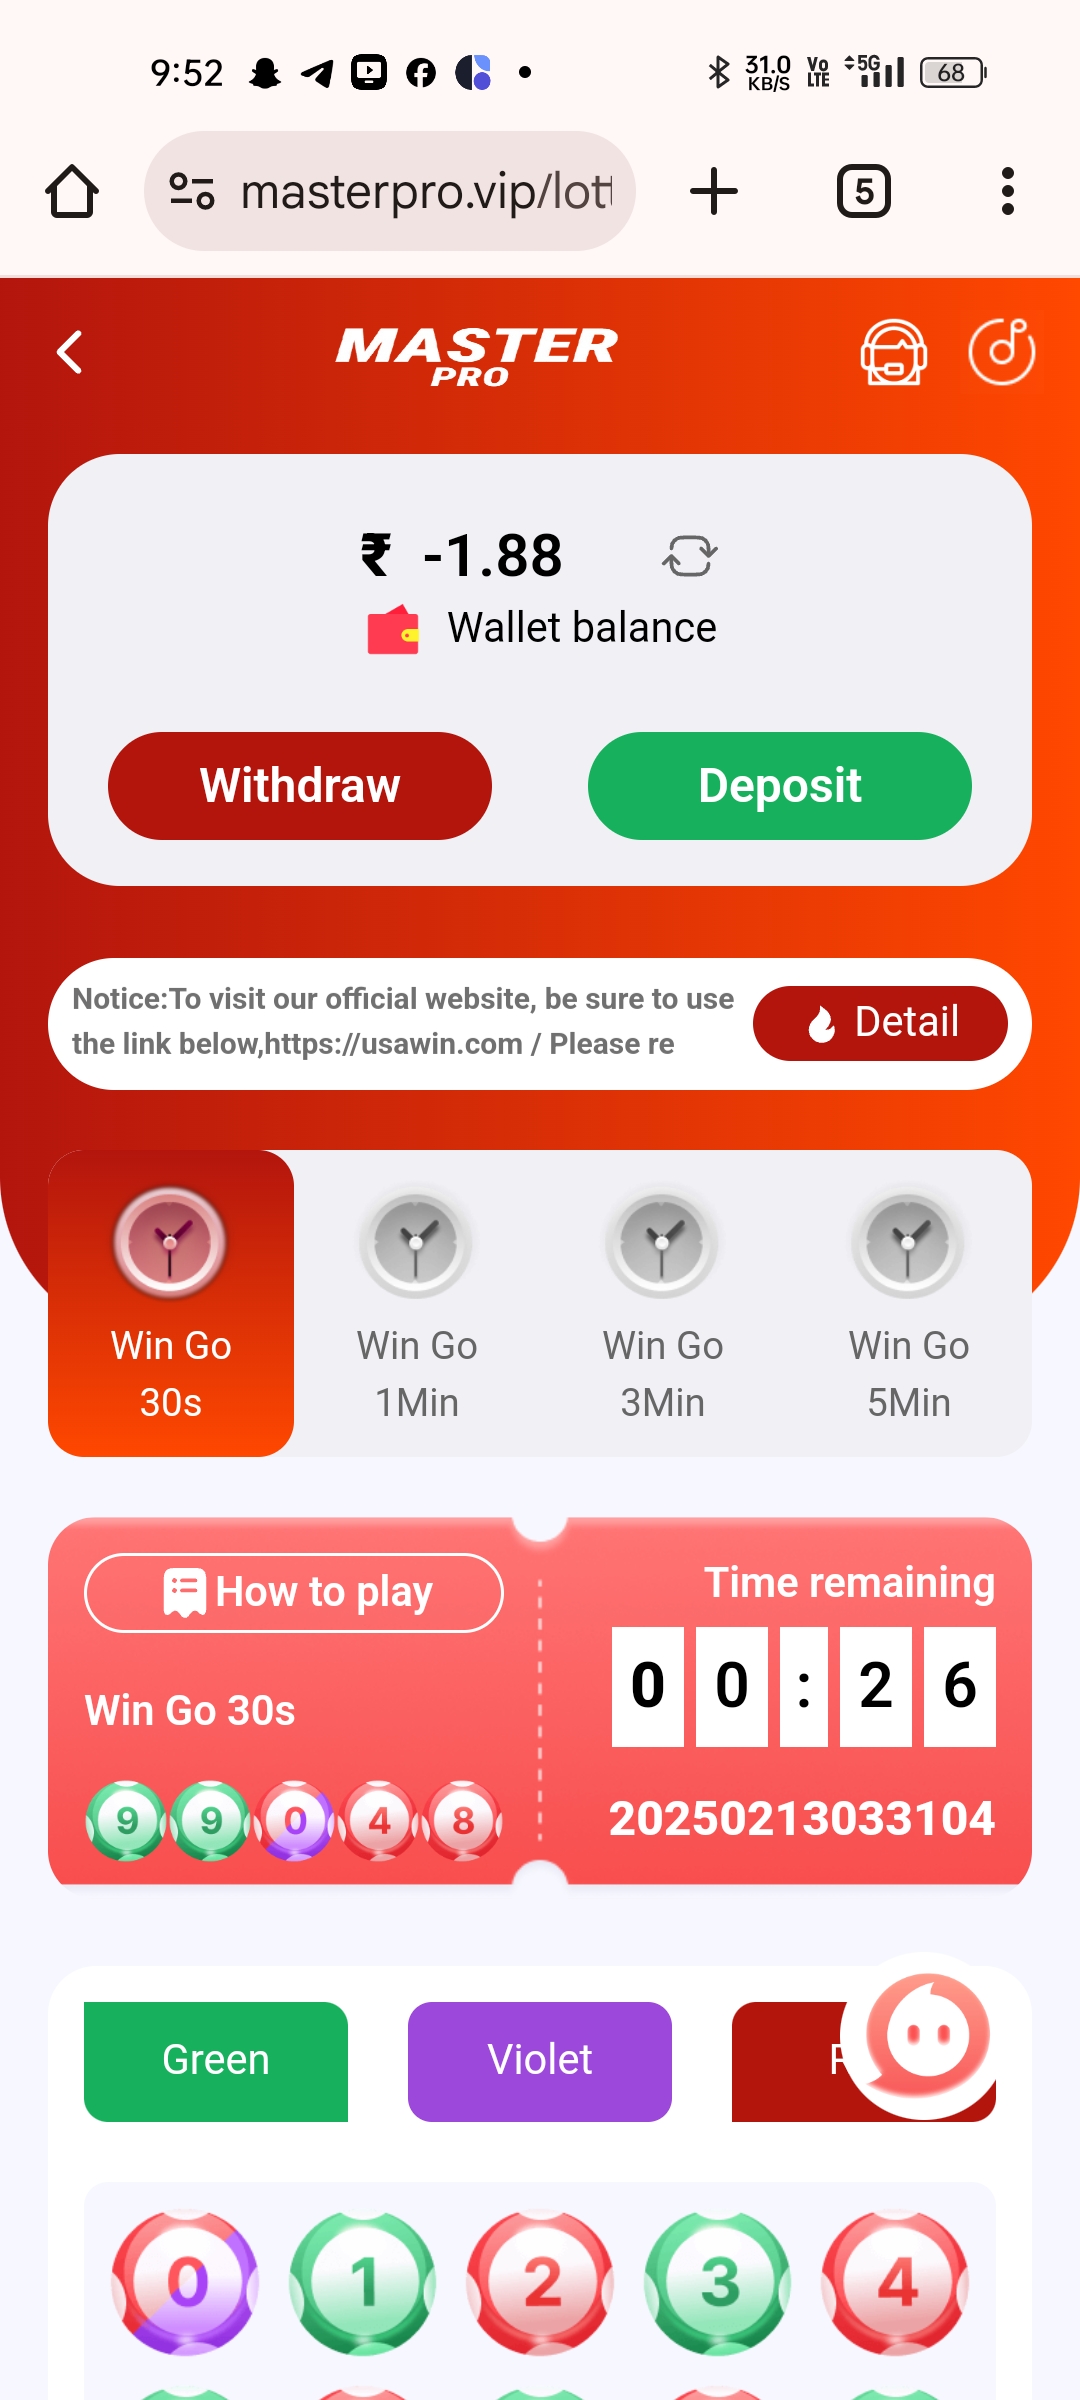 9:52
31.0 KB/S
Vo LTE
5G
68
masterpro.vip/lott
5
MASTER
PRO
₹ -1.88
Wallet balance
Withdraw
Deposit
Notice:To visit our official website, be sure to use
the link below,https://usawin.com / Please re
Detail
Win Go
30s
Win Go
1Min
Win Go
3Min
Win Go
5Min
How to play
Time remaining
0 0 : 2 6
Win Go 30s
9 9 0 4 8
20250213033104
Green
Violet
0 1 2 3 4